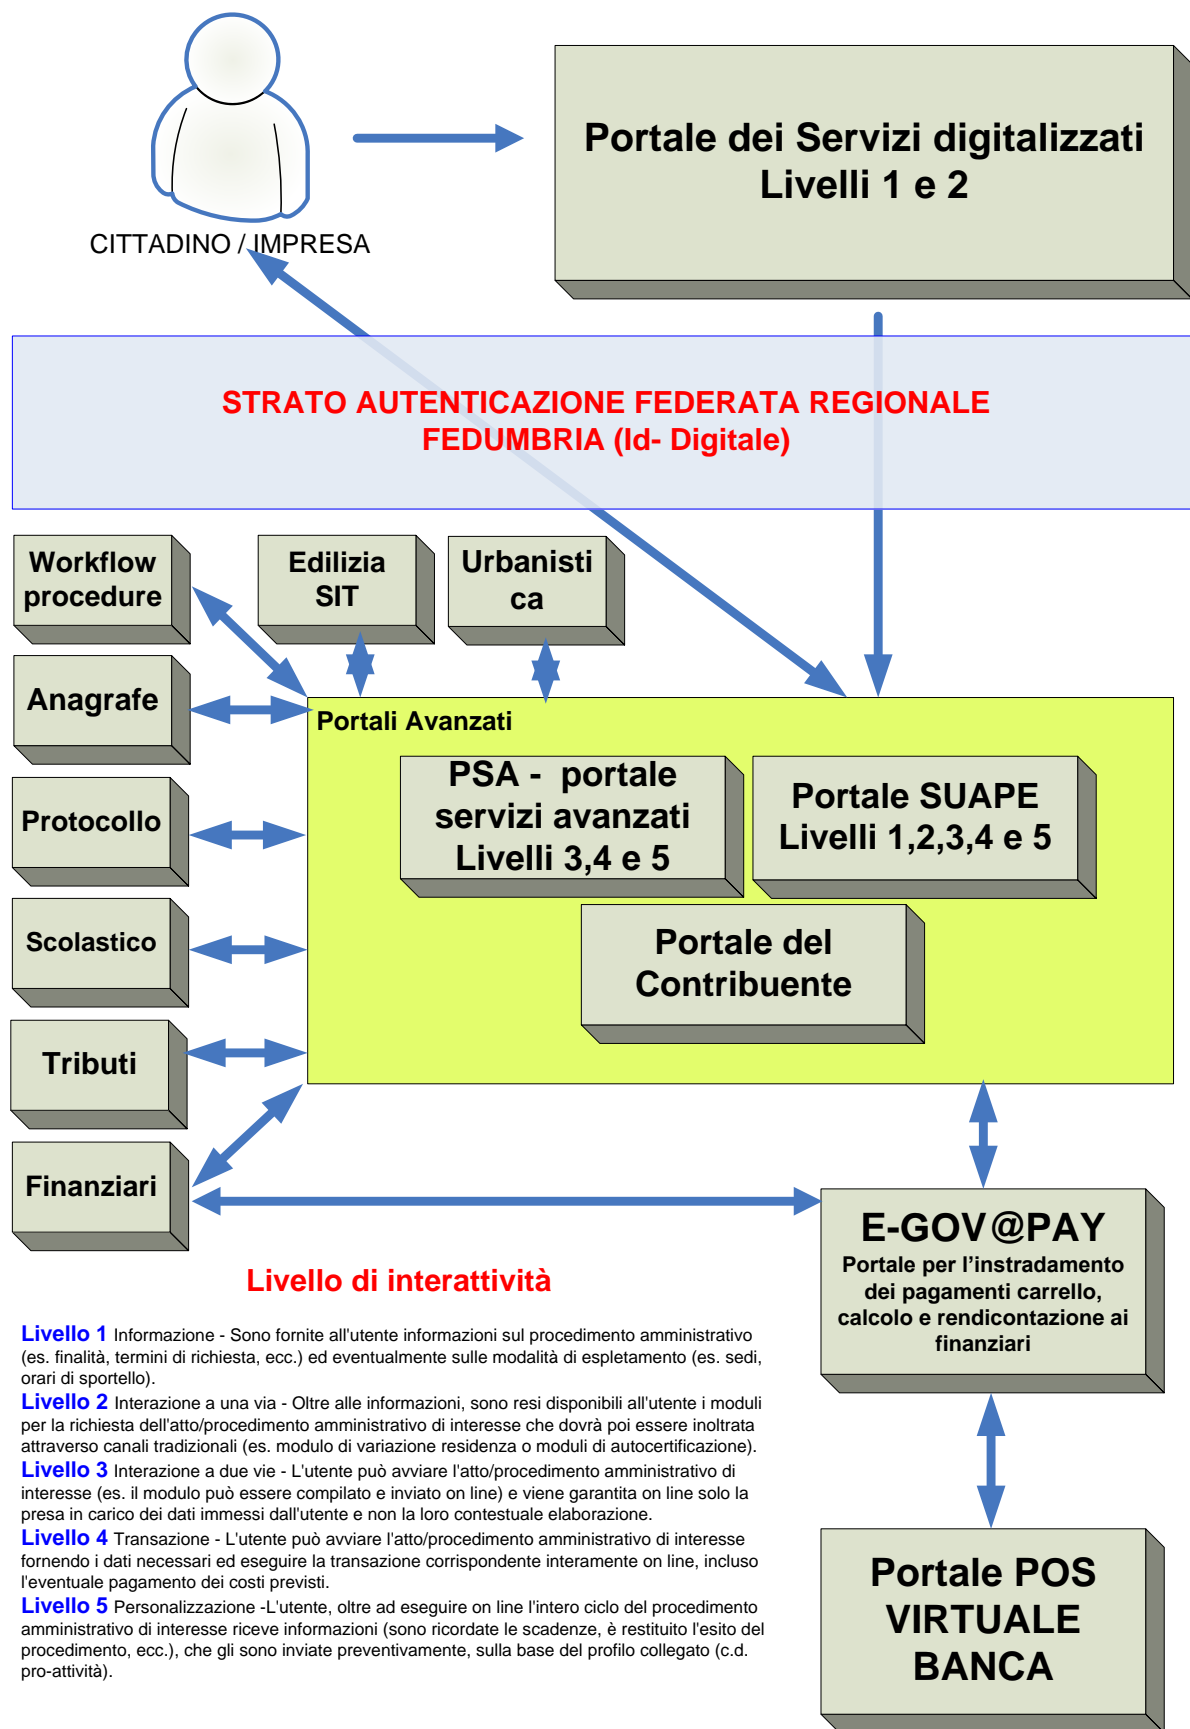 CITTADINO / IMPRESA
Portale dei Servizi digitalizzati
Livelli 1 e 2
STRATO AUTENTICAZIONE FEDERATA REGIONALE
FEDUMBRIA (Id- Digitale)
Workflow
procedure
Edilizia
SIT
Urbanisti
ca
Anagrafe
Protocollo
Scolastico
Tributi
Finanziari
Portali Avanzati
PSA - portale
servizi avanzati
Livelli 3,4 e 5
Portale SUAPE
Livelli 1,2,3,4 e 5
Portale del
Contribuente
E-GOV@PAY
Portale per l’instradamento
dei pagamenti carrello,
calcolo e rendicontazione ai
finanziari
Portale POS
VIRTUALE
BANCA
Livello di interattività
Livello 1 Informazione - Sono fornite all'utente informazioni sul procedimento amministrativo
(es. finalità, termini di richiesta, ecc.) ed eventualmente sulle modalità di espletamento (es. sedi,
orari di sportello).
Livello 2 Interazione a una via - Oltre alle informazioni, sono resi disponibili all'utente i moduli
per la richiesta dell'atto/procedimento amministrativo di interesse che dovrà poi essere inoltrata
attraverso canali tradizionali (es. modulo di variazione residenza o moduli di autocertificazione).
Livello 3 Interazione a due vie - L'utente può avviare l'atto/procedimento amministrativo di
interesse (es. il modulo può essere compilato e inviato on line) e viene garantita on line solo la
presa in carico dei dati immessi dall'utente e non la loro contestuale elaborazione.
Livello 4 Transazione - L'utente può avviare l'atto/procedimento amministrativo di interesse
fornendo i dati necessari ed eseguire la transazione corrispondente interamente on line, incluso
l'eventuale pagamento dei costi previsti.
Livello 5 Personalizzazione -L'utente, oltre ad eseguire on line l'intero ciclo del procedimento
amministrativo di interesse riceve informazioni (sono ricordate le scadenze, è restituito l'esito del
procedimento, ecc.), che gli sono inviate preventivamente, sulla base del profilo collegato (c.d.
pro-attività).